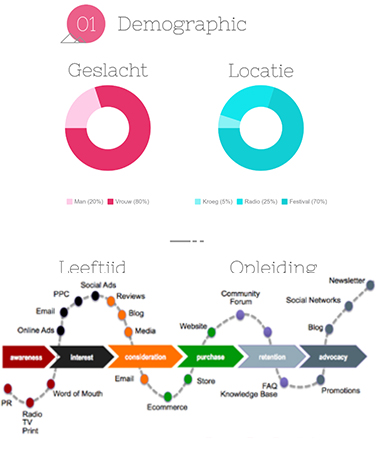 01 Demographic
Geslacht
Locatie
Man (20%) Vrouw (80%)
Kroeg (5%) Radio (25%) Festival (70%)
Leeftijd
Opleiding
Newsletter
Social Ads
PPC
Reviews
Community
Forum
Social Networks
Email
Blog
Online Ads
Media
Website
Blog
awareness interest consideration purchase retention advocacy
Email
Store
FAQ
Promotions
PR
Word of Mouth
Knowledge Base
Ecommerce
Radio
TV
Print